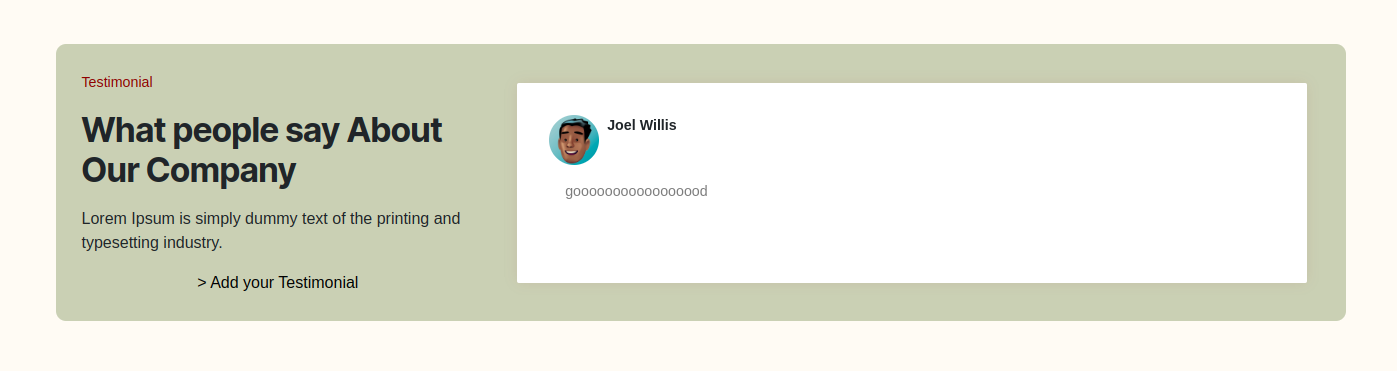 Testimonial
What people say About
Our Company
Lorem Ipsum is simply dummy text of the printing and
typesetting industry.
> Add your Testimonial
Joel Willis
gooooooooooooooood